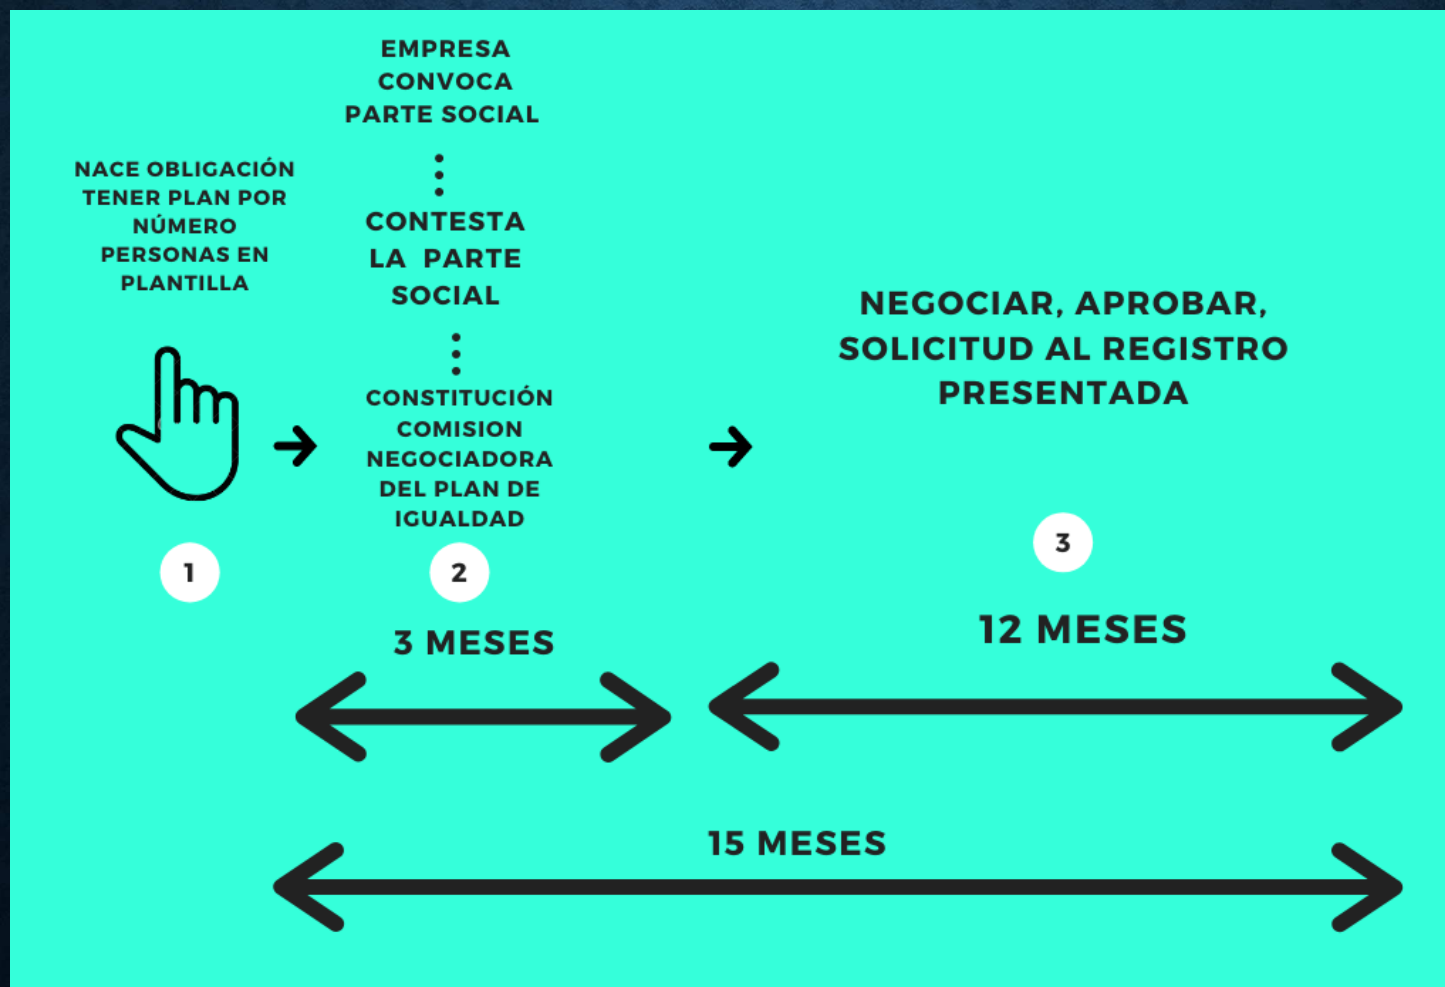 NACE OBLIGACIÓN
TENER PLAN POR
NÚMERO
PERSONAS EN
PLANTILLA
1
EMPRESA
CONVOCA
PARTE SOCIAL
CONTESTA
LA PARTE
SOCIAL
CONSTITUCIÓN
COMISION
NEGOCIADORA
DEL PLAN DE
IGUALDAD
2
3 MESES
NEGOCIAR, APROBAR,
SOLICITUD AL REGISTRO
PRESENTADA
3
12 MESES
15 MESES